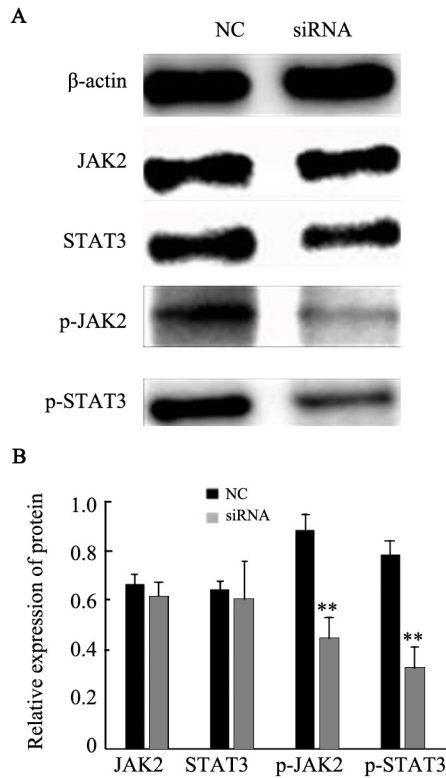 A
NC siRNA
β-actin
JAK2
STAT3
p-JAK2
p-STAT3
B
Relative expression of protein
1.0
0.8
0.6
0.4
0.2
0
NC
siRNA
**
**
JAK2 STAT3 p-JAK2 p-STAT3